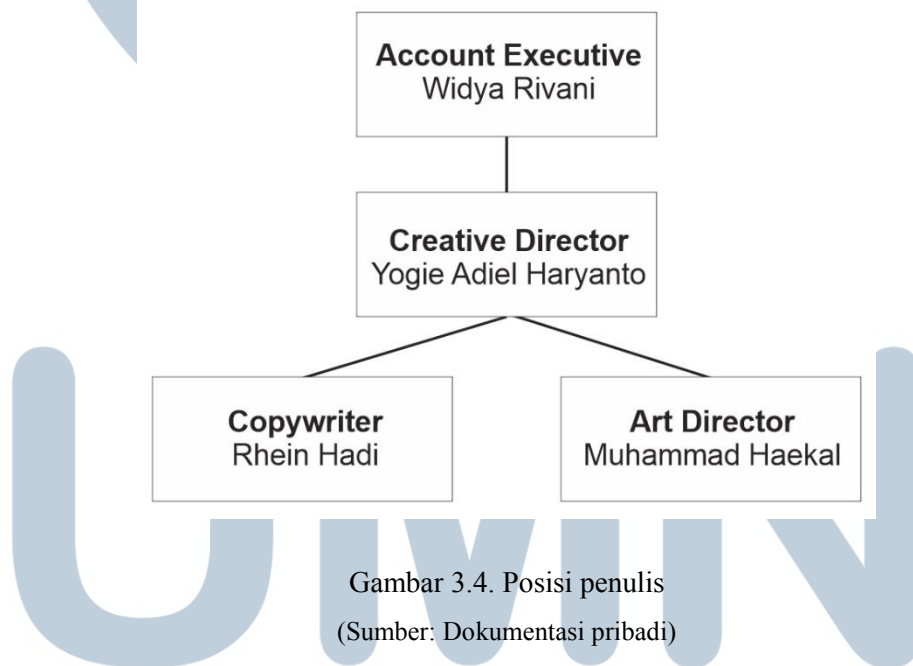 Account Executive
Widya Rivani
Creative Director
Yogie Adiel Haryanto
Copywriter
Rhein Hadi
Art Director
Muhammad Haekal
UMN
Gambar 3.4. Posisi penulis
(Sumber: Dokumentasi pribadi)